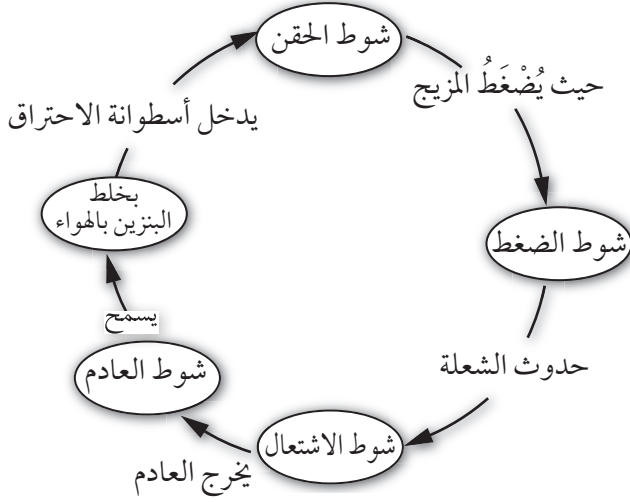 شوط الحقن
حيث يُضْغَطُ المزيج
شوط الضغط
حدوث الشعلة
شوط الاشتعال
يخرج العادم
شوط العادم
يسمح
بخلط
البنزين بالهواء
يدخل أسطوانة الاحتراق